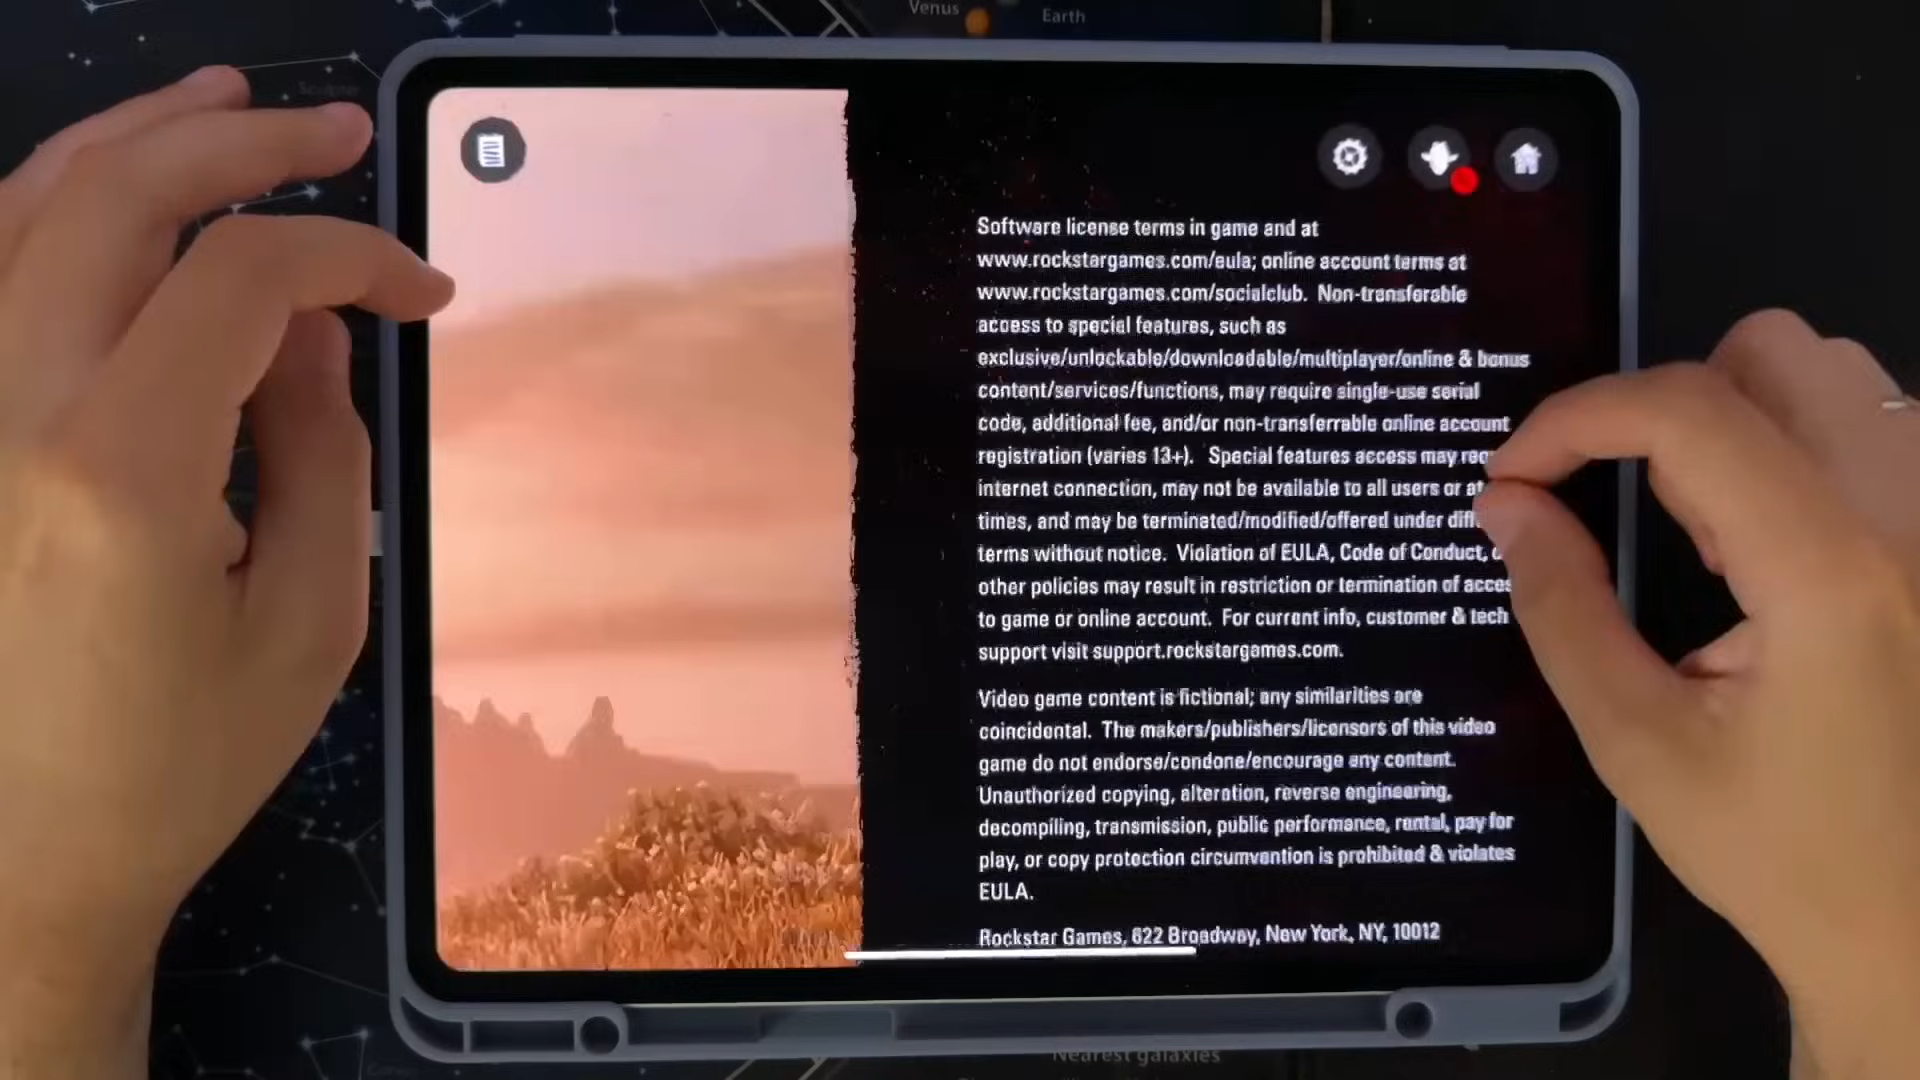 Venus
Earth
Sculptor
Software license terms in game and at
www.rockstargames.com/eula; online account terms at
www.rockstargames.com/socialclub. Non-transferable
access to special features, such as
exclusive/unlockable/downloadable/multiplayer/online & bonus
content/services/functions, may require single-use serial
code, additional fee, and/or non-transferrable online account
registration (varies 13+). Special features access may req
internet connection, may not be available to all users or at
times, and may be terminated/modified/offered under diff
terms without notice. Violation of EULA, Code of Conduct,
other policies may result in restriction or termination of acces
to game or online account. For current info, customer & tech
support visit support.rockstargames.com.
Video game content is fictional; any similarities are
coincidental. The makers/publishers/licensors of this video
game do not endorse/condone/encourage any content.
Unauthorized copying, alteration, reverse engineering,
decompiling, transmission, public performance, rental, pay for
play, or copy protection circumvention is prohibited & violates
EULA.
Rockstar Games, 622 Broadway, New York, NY, 10012
Nearest galaxies